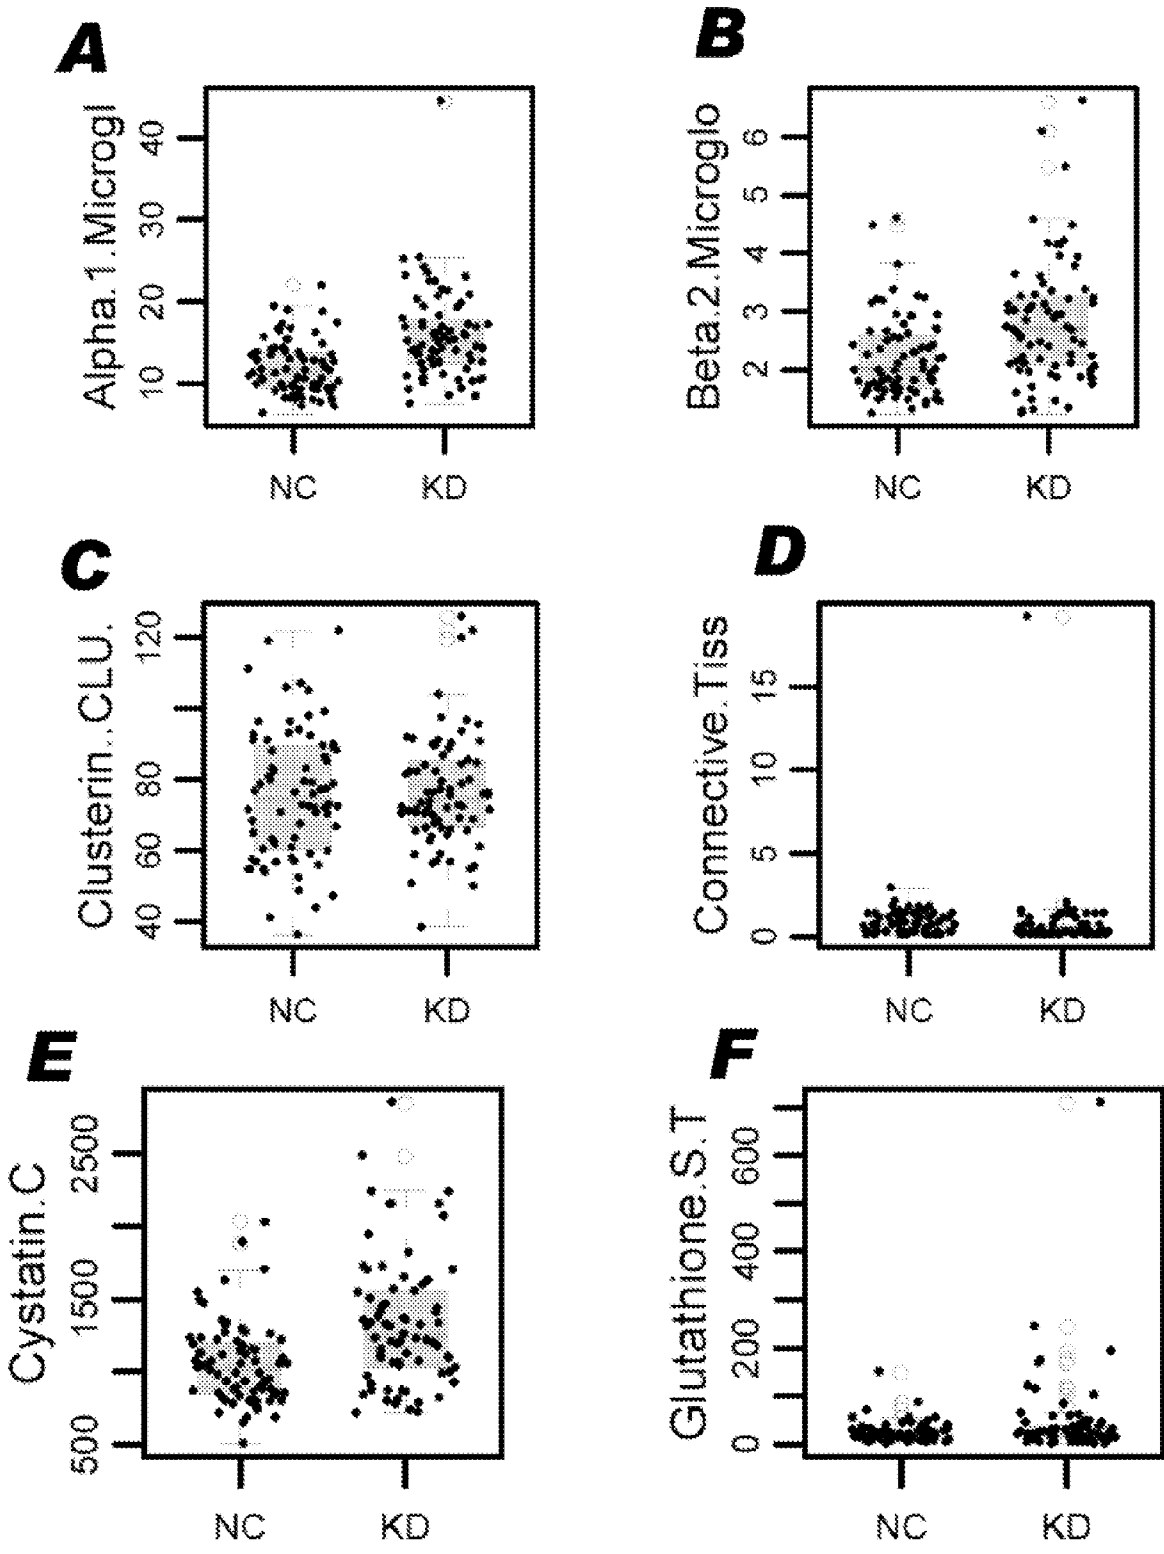 A
Alpha.1.Microgl
40
30
20
10
NC KD
B
Beta.2.Microglo
6
5
4
3
2
NC KD
C
Clusterin..CLU.
120
80
60
40
NC KD
D
Connective.Tiss
15
10
5
0
NC KD
E
Cystatin.C
2500
1500
500
NC KD
F
Glutathione.S.T
600
400
200
0
NC KD